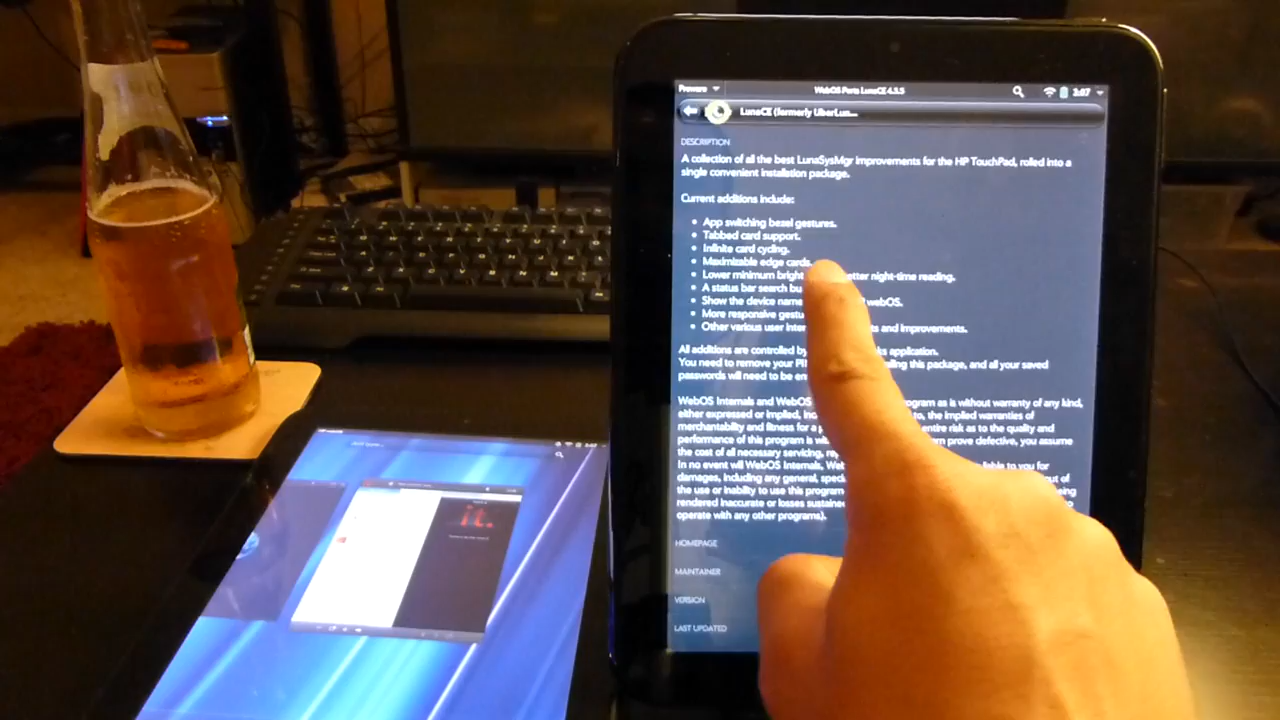 Preware
WebOS Ports LunaCE 4.3.5
3:07
LunaCE (formerly UberLun...
DESCRIPTION
A collection of all the best LunaSysMgr improvements for the HP TouchPad, rolled into a
single convenient installation package.
Current additions include:
App switching bezel gestures.
Tabbed card support.
Infinite card cycling.
Maximizable edge cards.
Lower minimum bright etter night-time reading.
A status bar search bu
Show the device name webOS.
More responsive gestu
Other various user inter ts and improvements.
All additions are controlled by ks application.
You need to remove your PI alling this package, and all your saved
passwords will need to be en
WebOS Internals and WebOS rogram as is without warranty of any kind,
either expressed or implied, inc to, the implied warranties of
merchantability and fitness for a p entire risk as to the quality and
performance of this program is wi rn prove defective, you assume
the cost of all necessary servicing, re
In no event will WebOS Internals, Web liable to you for
damages, including any general, speci ut of
the use or inability to use this program being
rendered inaccurate or losses sustaine to
operate with any other programs).
HOMEPAGE
MAINTAINER
VERSION
LAST UPDATED
it.